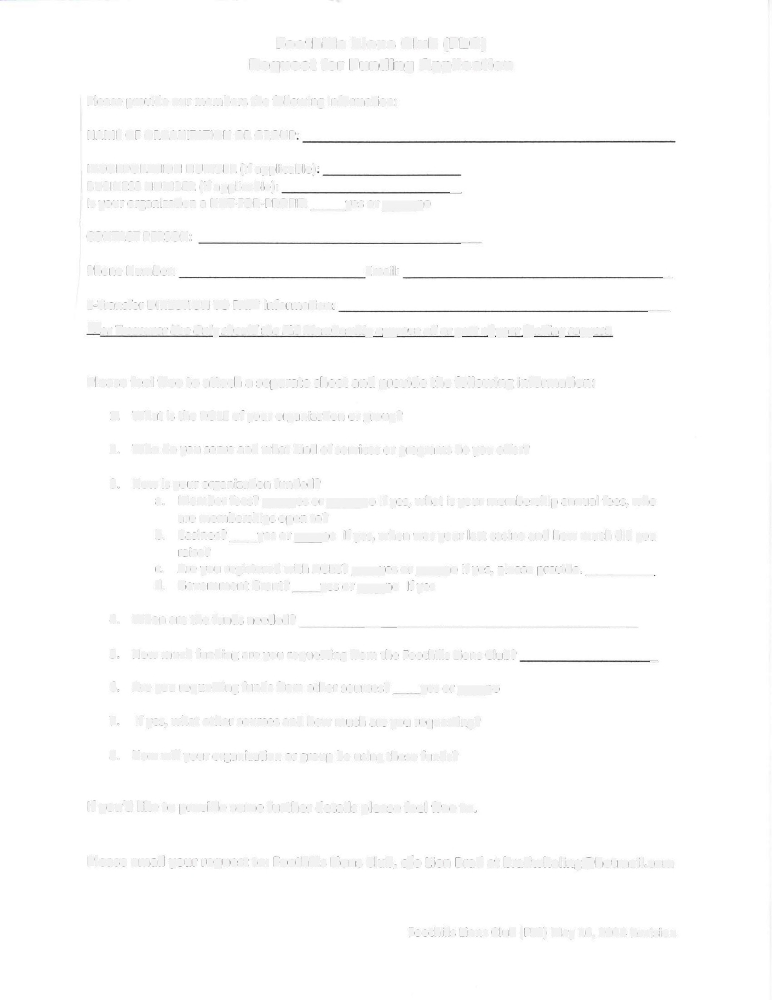 Foothills Lions Club (FLC)
Request for Funding Application
Please provide our members the following information:
NAME OF ORGANIZATION OR GROUP: ____________________
INCORPORATION NUMBER (if applicable): ____________________
BUSINESS NUMBER (if applicable): ____________________
Is your organization a NOT-FOR-PROFIT _____yes or _____no
CONTACT PERSON: ____________________
Phone Number: ____________________Email: ____________________
E-Transfer DIRECTION TO PAY information: ____________________
For Treasurer Use Only should the Membership approve all or part of your funding request.
Please feel free to attach a separate sheet and provide the following information:
1. What is the ROLE of your organization or group?
2. Who do you serve and what kind of services or programs do you offer?
3. How is your organization funded?
a. Member fees? _____yes or _____no If yes, what is your membership annual fees, who
are memberships open to?
b. Casinos? _____yes or _____no If yes, when was your last casino and how much did you
raise?
c. Are you registered with AGLC? _____yes or _____no If yes, please provide. __________.
d. Government Grant? _____yes or _____no If yes
4. When are the funds needed? ____________________
5. How much funding are you requesting from the Foothills Lions Club? ____________________
6. Are you requesting funds from other sources? _____yes or _____no
7. If yes, what other sources and how much are you requesting?
8. How will your organization or group be using these funds?
If you'd like to provide some further details please feel free to.
Please email your request to: Foothills Lions Club, c/o Lion Brad at bradwhaling@hotmail.com
Foothills Lions Club (FLC) May 16, 2024 Revision